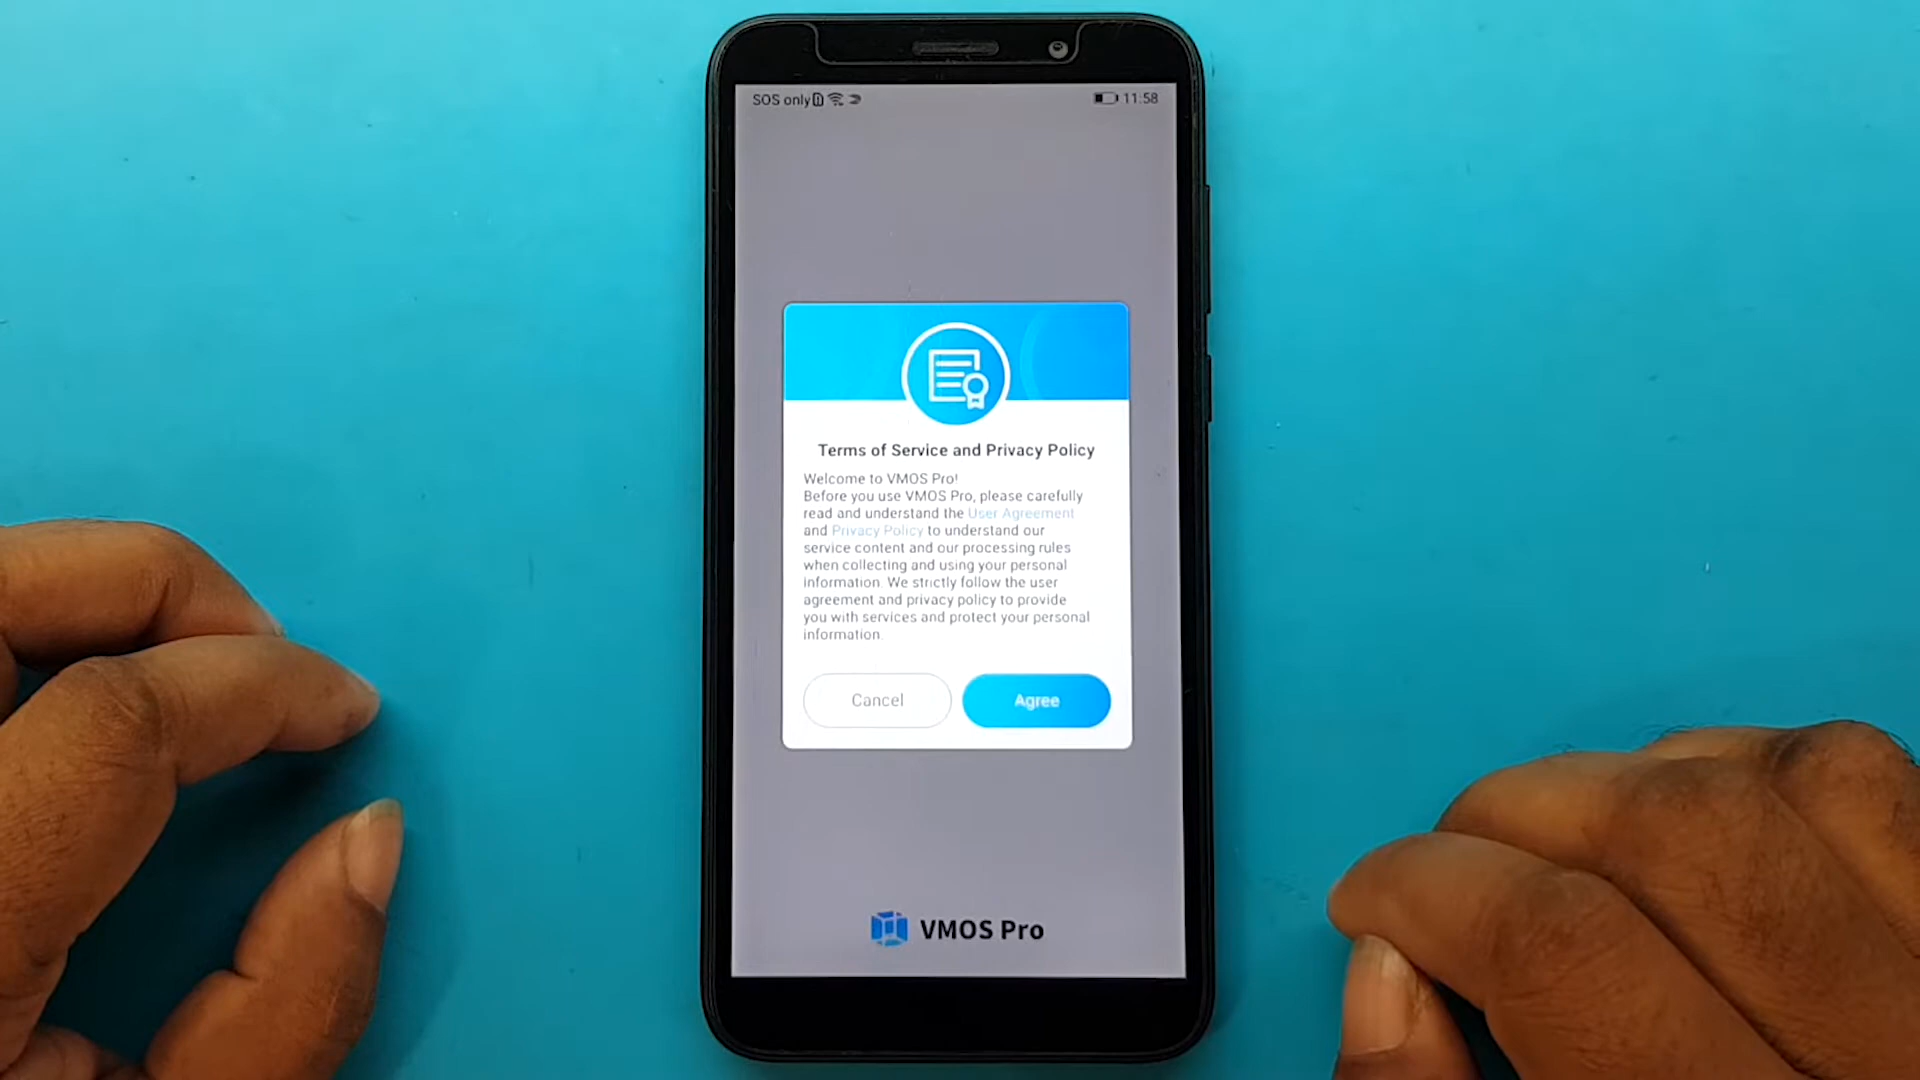 SOS only
11:58
Terms of Service and Privacy Policy
Welcome to VMOS Pro!
Before you use VMOS Pro, please carefully
read and understand the User Agreement
and Privacy Policy to understand our
service content and our processing rules
when collecting and using your personal
information. We strictly follow the user
agreement and privacy policy to provide
you with services and protect your personal
information.
Cancel
Agree
VMOS Pro